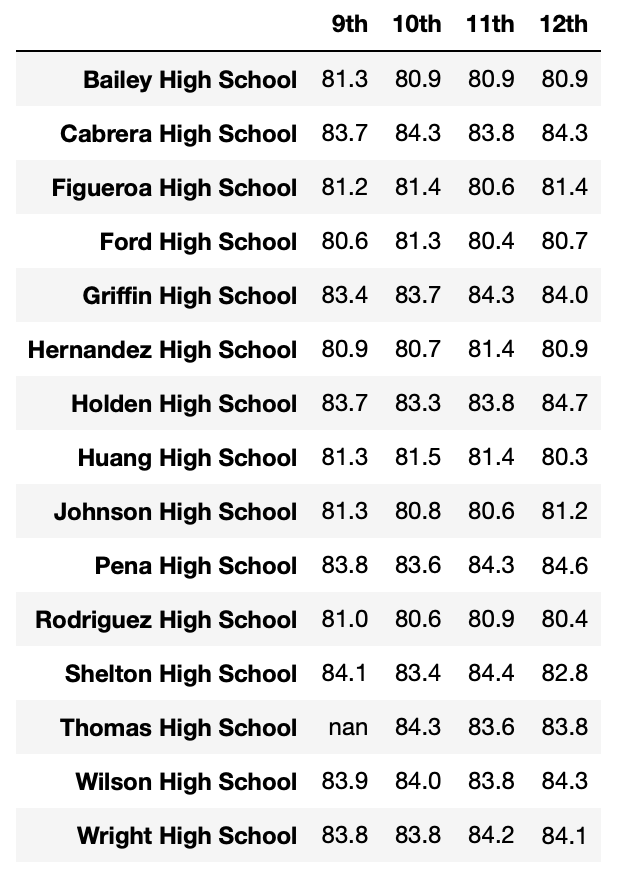 9th 10th 11th 12th
Bailey High School 81.3 80.9 80.9 80.9
Cabrera High School 83.7 84.3 83.8 84.3
Figueroa High School 81.2 81.4 80.6 81.4
Ford High School 80.6 81.3 80.4 80.7
Griffin High School 83.4 83.7 84.3 84.0
Hernandez High School 80.9 80.7 81.4 80.9
Holden High School 83.7 83.3 83.8 84.7
Huang High School 81.3 81.5 81.4 80.3
Johnson High School 81.3 80.8 80.6 81.2
Pena High School 83.8 83.6 84.3 84.6
Rodriguez High School 81.0 80.6 80.9 80.4
Shelton High School 84.1 83.4 84.4 82.8
Thomas High School nan 84.3 83.6 83.8
Wilson High School 83.9 84.0 83.8 84.3
Wright High School 83.8 83.8 84.2 84.1